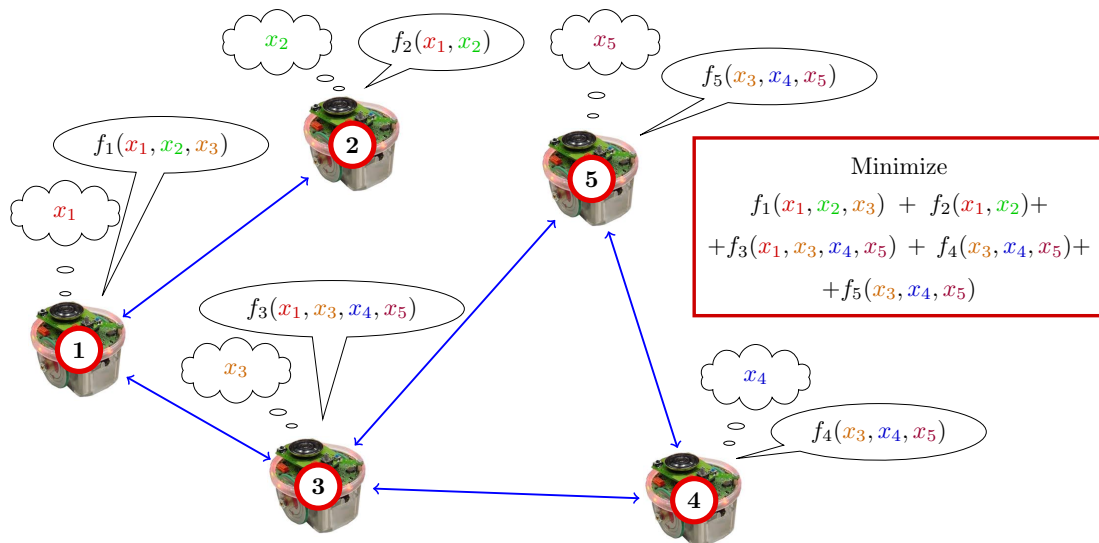 x₂
f₂(x₁, x₂)
x₅
f₅(x₃, x₄, x₅)
2
f₁(x₁, x₂, x₃)
5
x₁
Minimize
f₁(x₁, x₂, x₃) + f₂(x₁, x₂)+
+f₃(x₁, x₃, x₄, x₅) + f₄(x₃, x₄, x₅)+
+f₅(x₃, x₄, x₅)
f₃(x₁, x₃, x₄, x₅)
1
x₃
x₄
f₄(x₃, x₄, x₅)
3
4